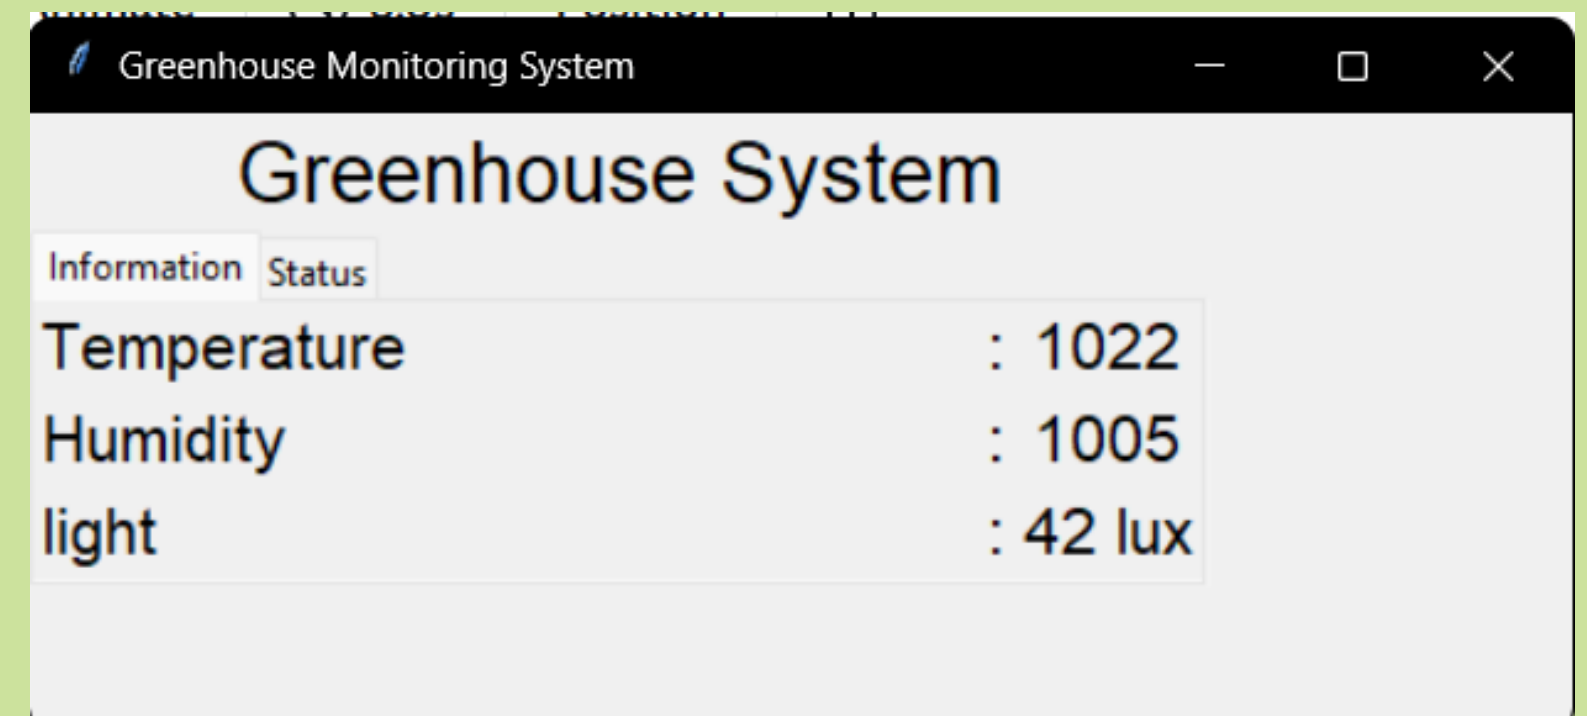 Greenhouse Monitoring System
Greenhouse System
Information Status
Temperature : 1022
Humidity : 1005
light : 42 lux